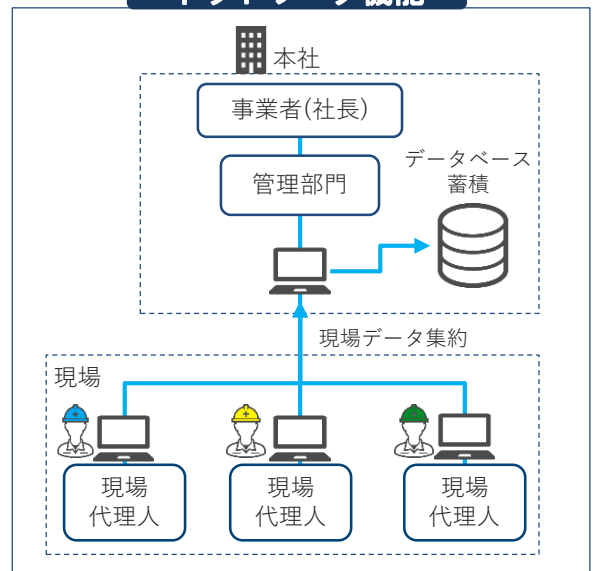 本社
事業者(社長)
管理部門
データベース
蓄積
現場データ集約
現場
現場
代理人
現場
代理人
現場
代理人